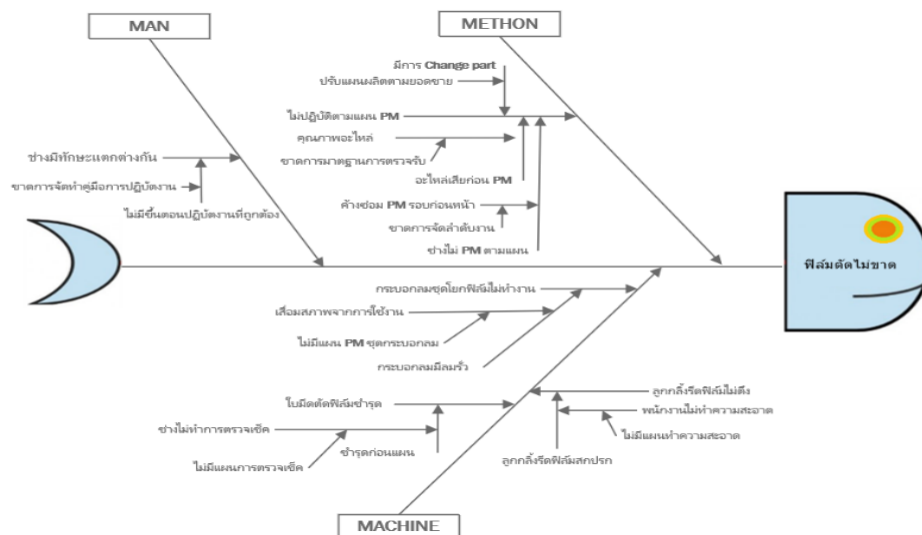 MAN
METHON
มีการ Change part
ปรับแผนผลิตตามยอดขาย
ไม่ปฏิบัติตามแผน PM
คุณภาพอะไหล่
ขาดการมาตฐานการตรวจรับ
อะไหล่เสียก่อน PM
ค้างซ่อม PM รอบก่อนหน้า
ขาดการจัดลำดับงาน
ช่างไม่ PM ตามแผน
ช่างมีทักษะแตกต่างกัน
ขาดการจัดทำคู่มือการปฏิบัตงาน
ไม่มีขึ้นตอนปฏิบัตงานที่ถูกต้อง
ฟิล์มตัดไม่ขาด
กระบอกลมชุดโยกฟิล์มไม่ทำงาน
เสื่อมสภาพจากการใช้งาน
ไม่มีแผน PM ชุดกระบอกลม
กระบอกลมมีลมรั่ว
ใบมีดตัดฟิล์มชำรุด
ช่างไม่ทำการตรวจเช็ค
ไม่มีแผนการตรวจเช็ค
ชำรุดก่อนแผน
ลูกกลิ้งรีดฟิล์มไม่ตึง
พนักงานไม่ทำความสะอาด
ไม่มีแผนทำความสะอาด
ลูกกลิ้งรีดฟิล์มสกปรก
MACHINE